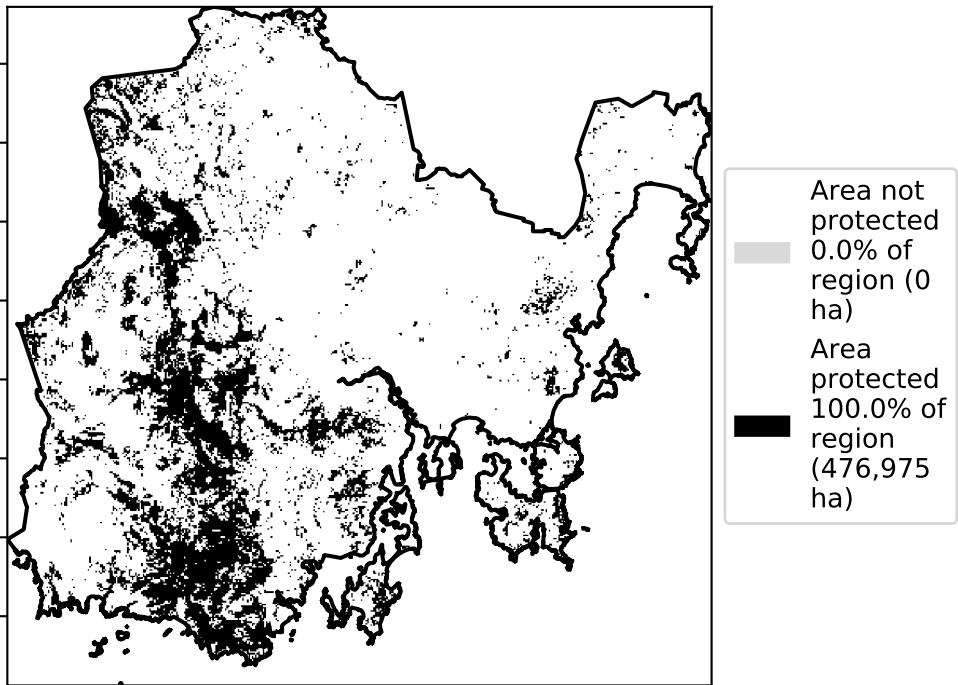 Area not
protected
0.0% of
region (0
ha)
Area
protected
100.0% of
region
(476,975
ha)